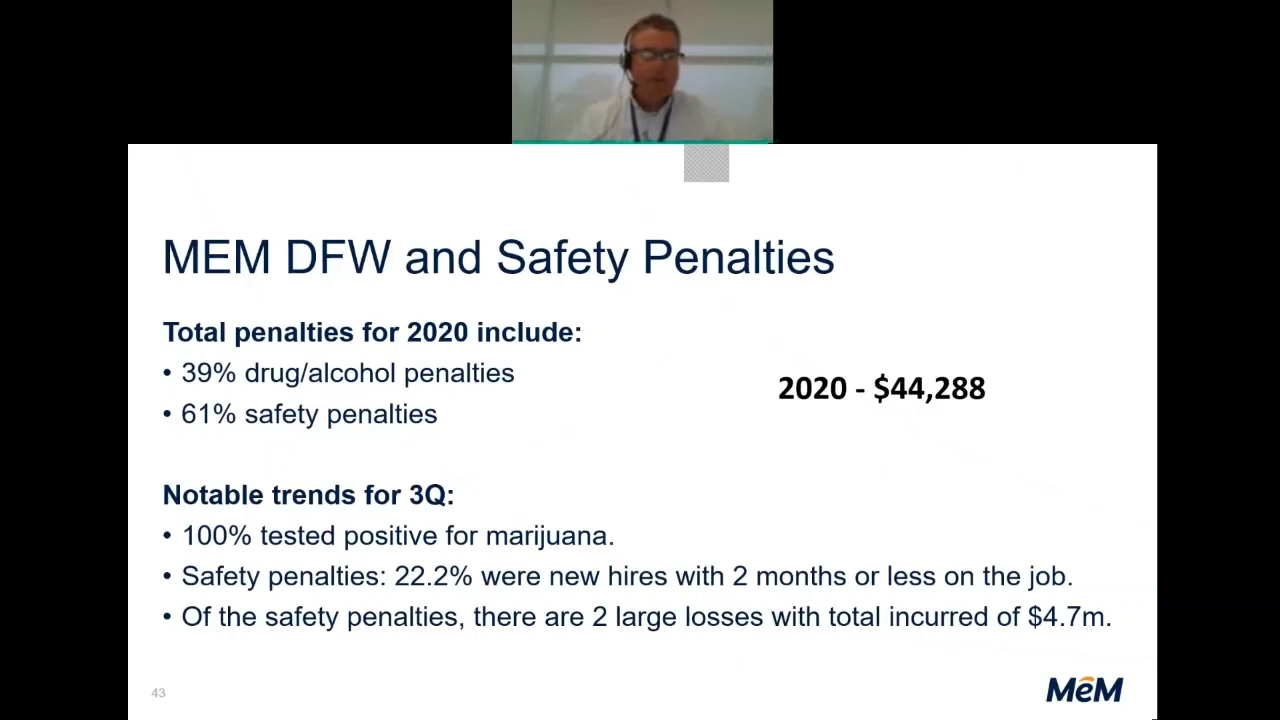 MEM DFW and Safety Penalties
Total penalties for 2020 include:
• 39% drug/alcohol penalties
• 61% safety penalties
2020 - $44,288
Notable trends for 3Q:
• 100% tested positive for marijuana.
• Safety penalties: 22.2% were new hires with 2 months or less on the job.
• Of the safety penalties, there are 2 large losses with total incurred of $4.7m.
43
MeM